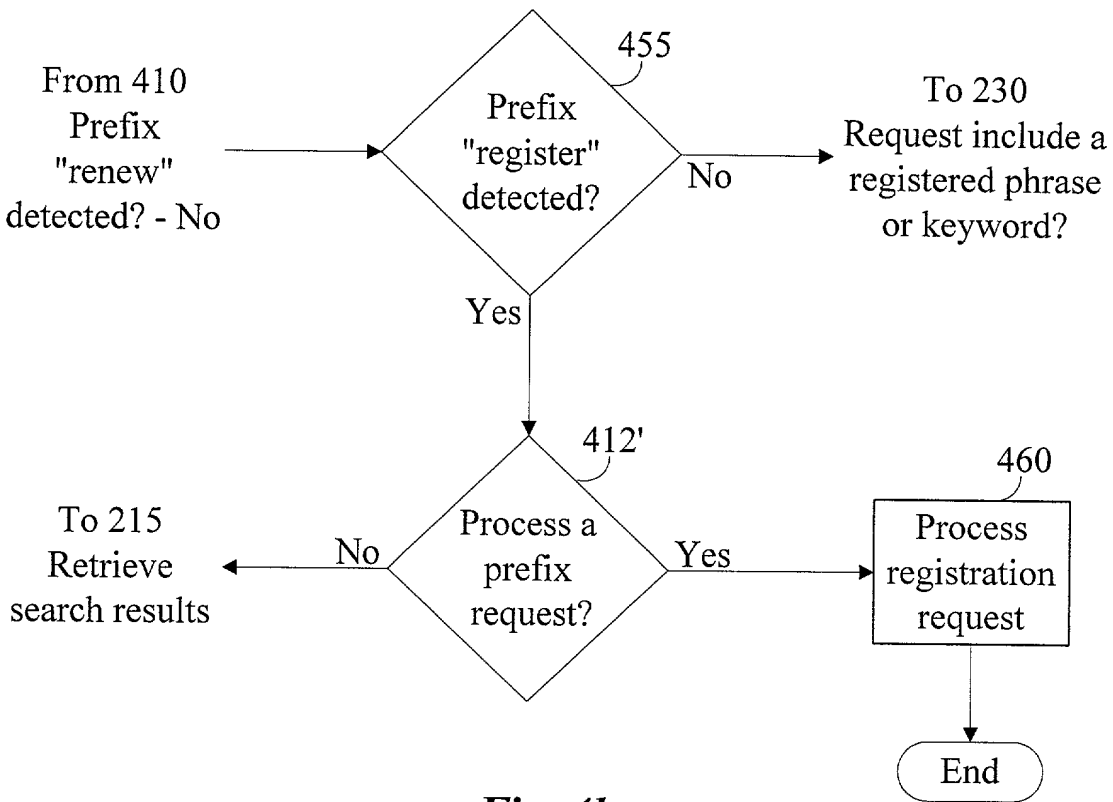 From 410
Prefix
"renew"
detected? - No
455
Prefix
"register"
detected?
No
To 230
Request include a
registered phrase
or keyword?
Yes
412'
Process a
prefix
request?
No
To 215
Retrieve
search results
Yes
460
Process
registration
request
End